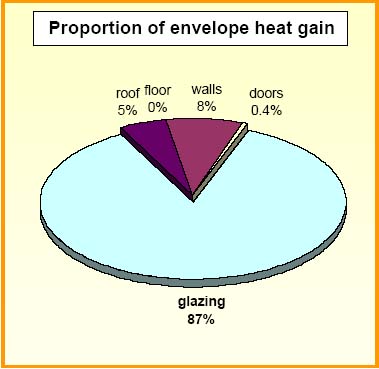 Proportion of envelope heat gain
roof floor walls doors
5% 0% 8% 0.4%
glazing
87%